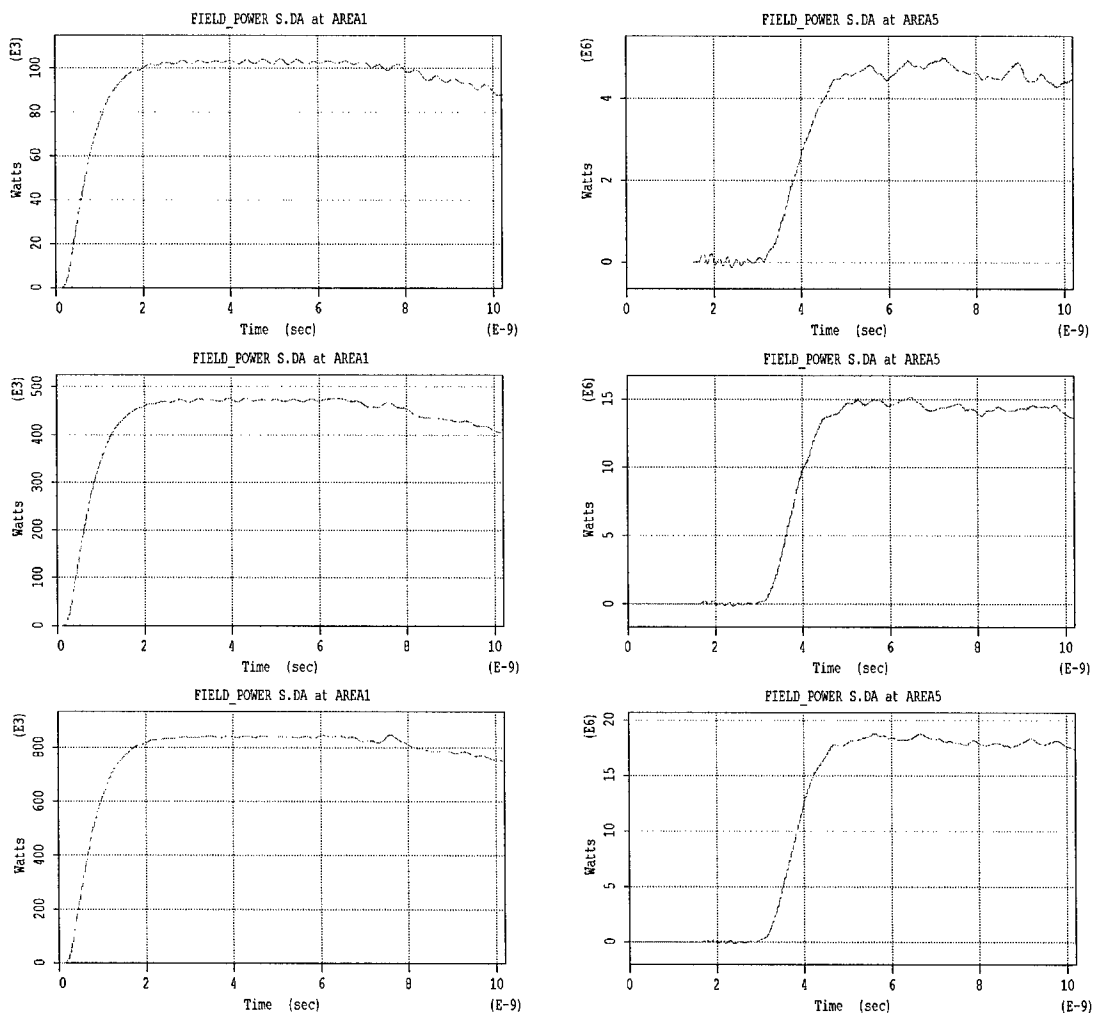 FIELD_POWER S.DA at AREA1
(E3)
Watts
100
80
60
40
20
0
0 2 4 6 8 10
Time (sec)
(E-9)
FIELD_POWER S.DA at AREA5
(E6)
Watts
4
2
0
0 2 4 6 8 10
Time (sec)
(E-9)
FIELD_POWER S.DA at AREA1
(E3)
Watts
500
400
300
200
100
0
0 2 4 6 8 10
Time (sec)
(E-9)
FIELD_POWER S.DA at AREA5
(E6)
Watts
15
10
5
0
0 2 4 6 8 10
Time (sec)
(E-9)
FIELD_POWER S.DA at AREA1
(E3)
Watts
800
600
400
200
0
0 2 4 6 8 10
Time (sec)
(E-9)
FIELD_POWER S.DA at AREA5
(E6)
Watts
20
15
10
5
0
0 2 4 6 8 10
Time (sec)
(E-9)